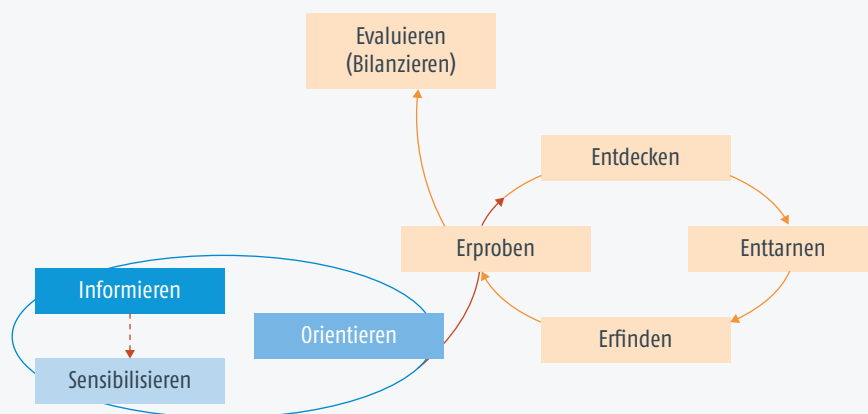 Evaluieren
(Bilanzieren)
Entdecken
Erproben
Enttarnen
Informieren
Orientieren
Erfinden
Sensibilisieren